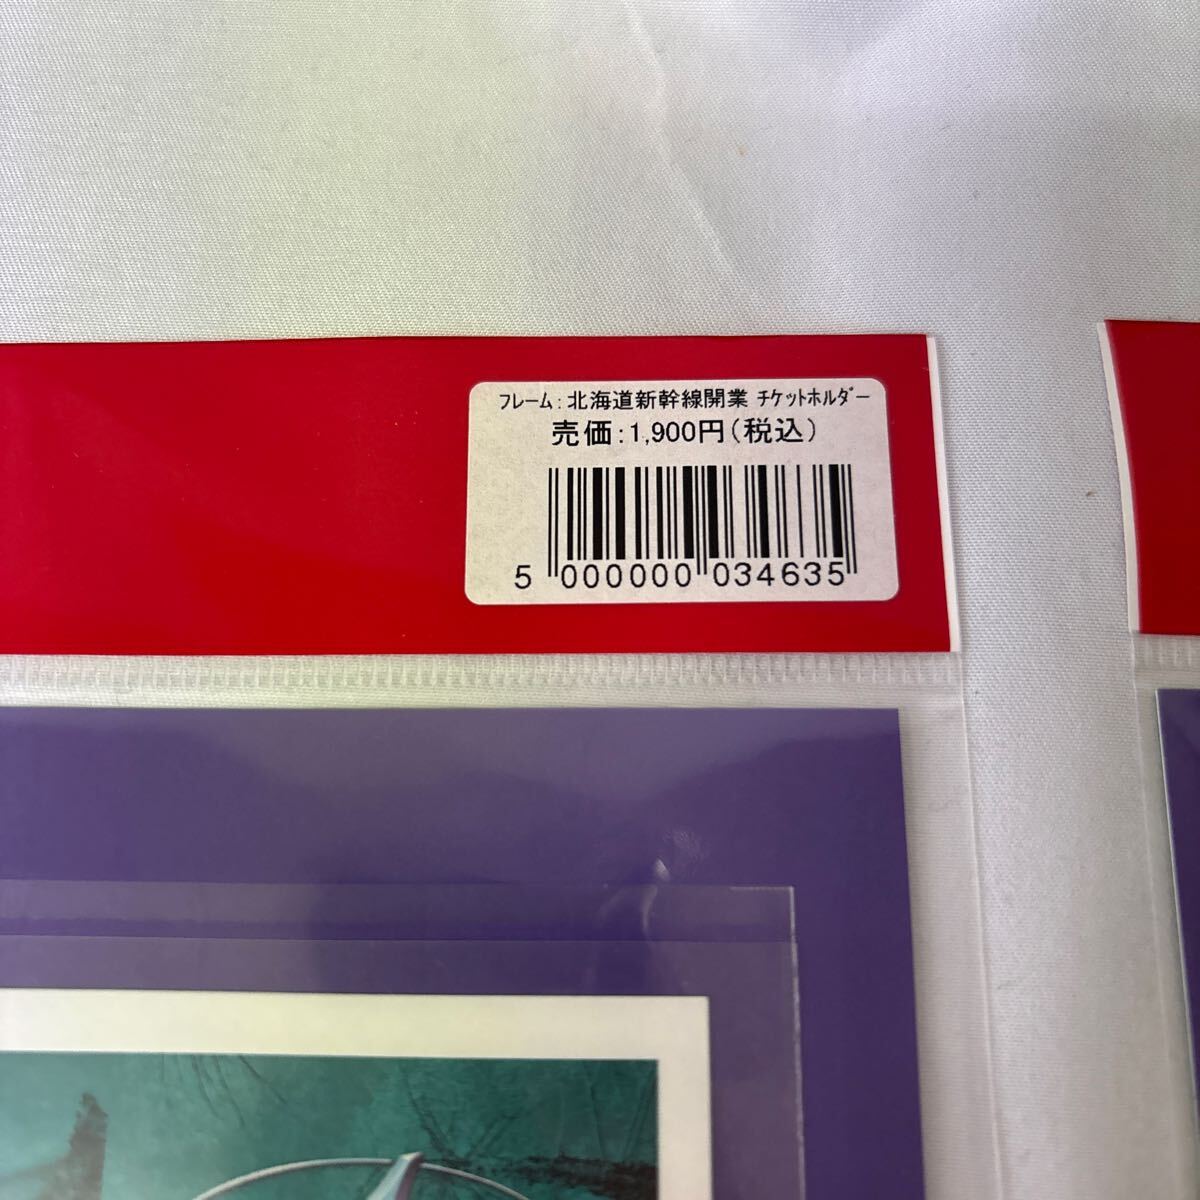 ﾌﾚｰﾑ：北海道新幹線開業 ﾁｹｯﾄﾎﾙﾀﾞｰ
売価：1,900円（税込）
5 000000 034635